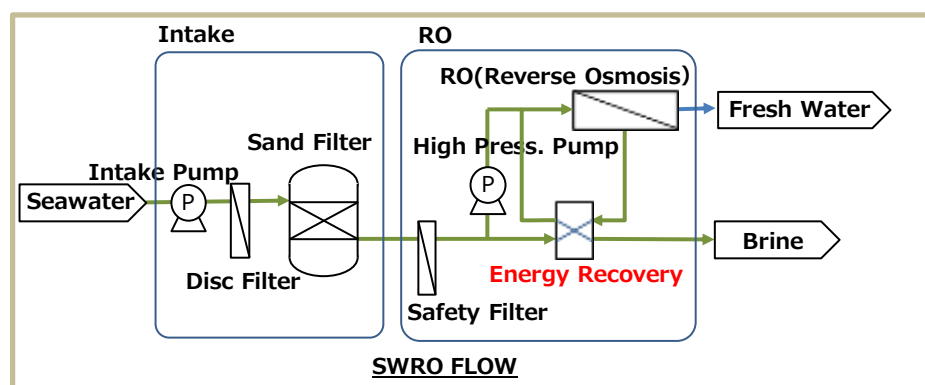 Intake
RO
RO(Reverse Osmosis)
Fresh Water
Sand Filter
High Press. Pump
Intake Pump
P
P
Seawater
Brine
Disc Filter
Energy Recovery
Safety Filter
SWRO FLOW